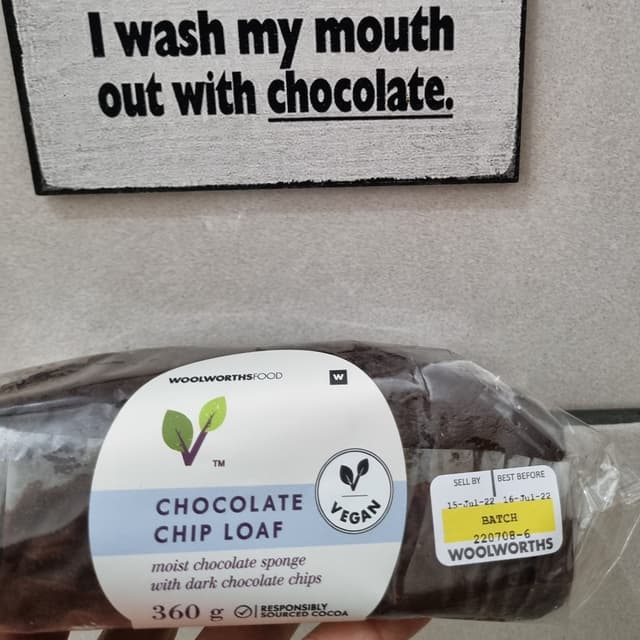 I wash my mouth
out with chocolate.
WOOLWORTHSFOOD
W
TM
CHOCOLATE
CHIP LOAF
VEGAN
moist chocolate sponge
with dark chocolate chips
360 g
RESPONSIBLY
SOURCED COCOA
SELL BY BEST BEFORE
15-Jul-22 16-Jul-22
BATCH
220708-6
WOOLWORTHS